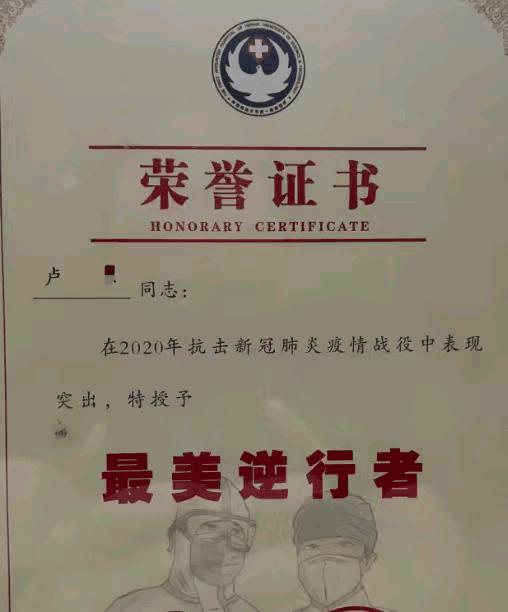 荣誉证书
HONORARY CERTIFICATE
卢 同志：
在2020年抗击新冠肺炎疫情战役中表现
突出，特授予
最美逆行者